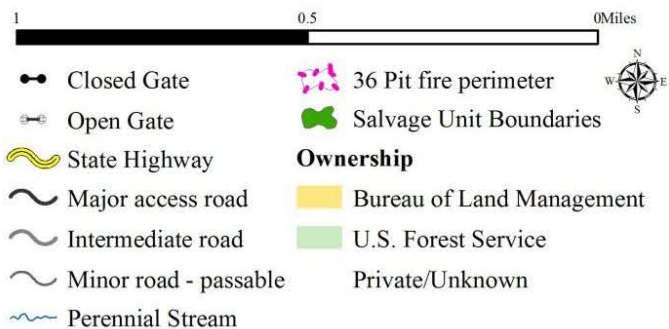 1 0.5 0Miles
Closed Gate
Open Gate
State Highway
Major access road
Intermediate road
Minor road - passable
Perennial Stream
36 Pit fire perimeter
Salvage Unit Boundaries
Ownership
Bureau of Land Management
U.S. Forest Service
Private/Unknown
N
W E
S